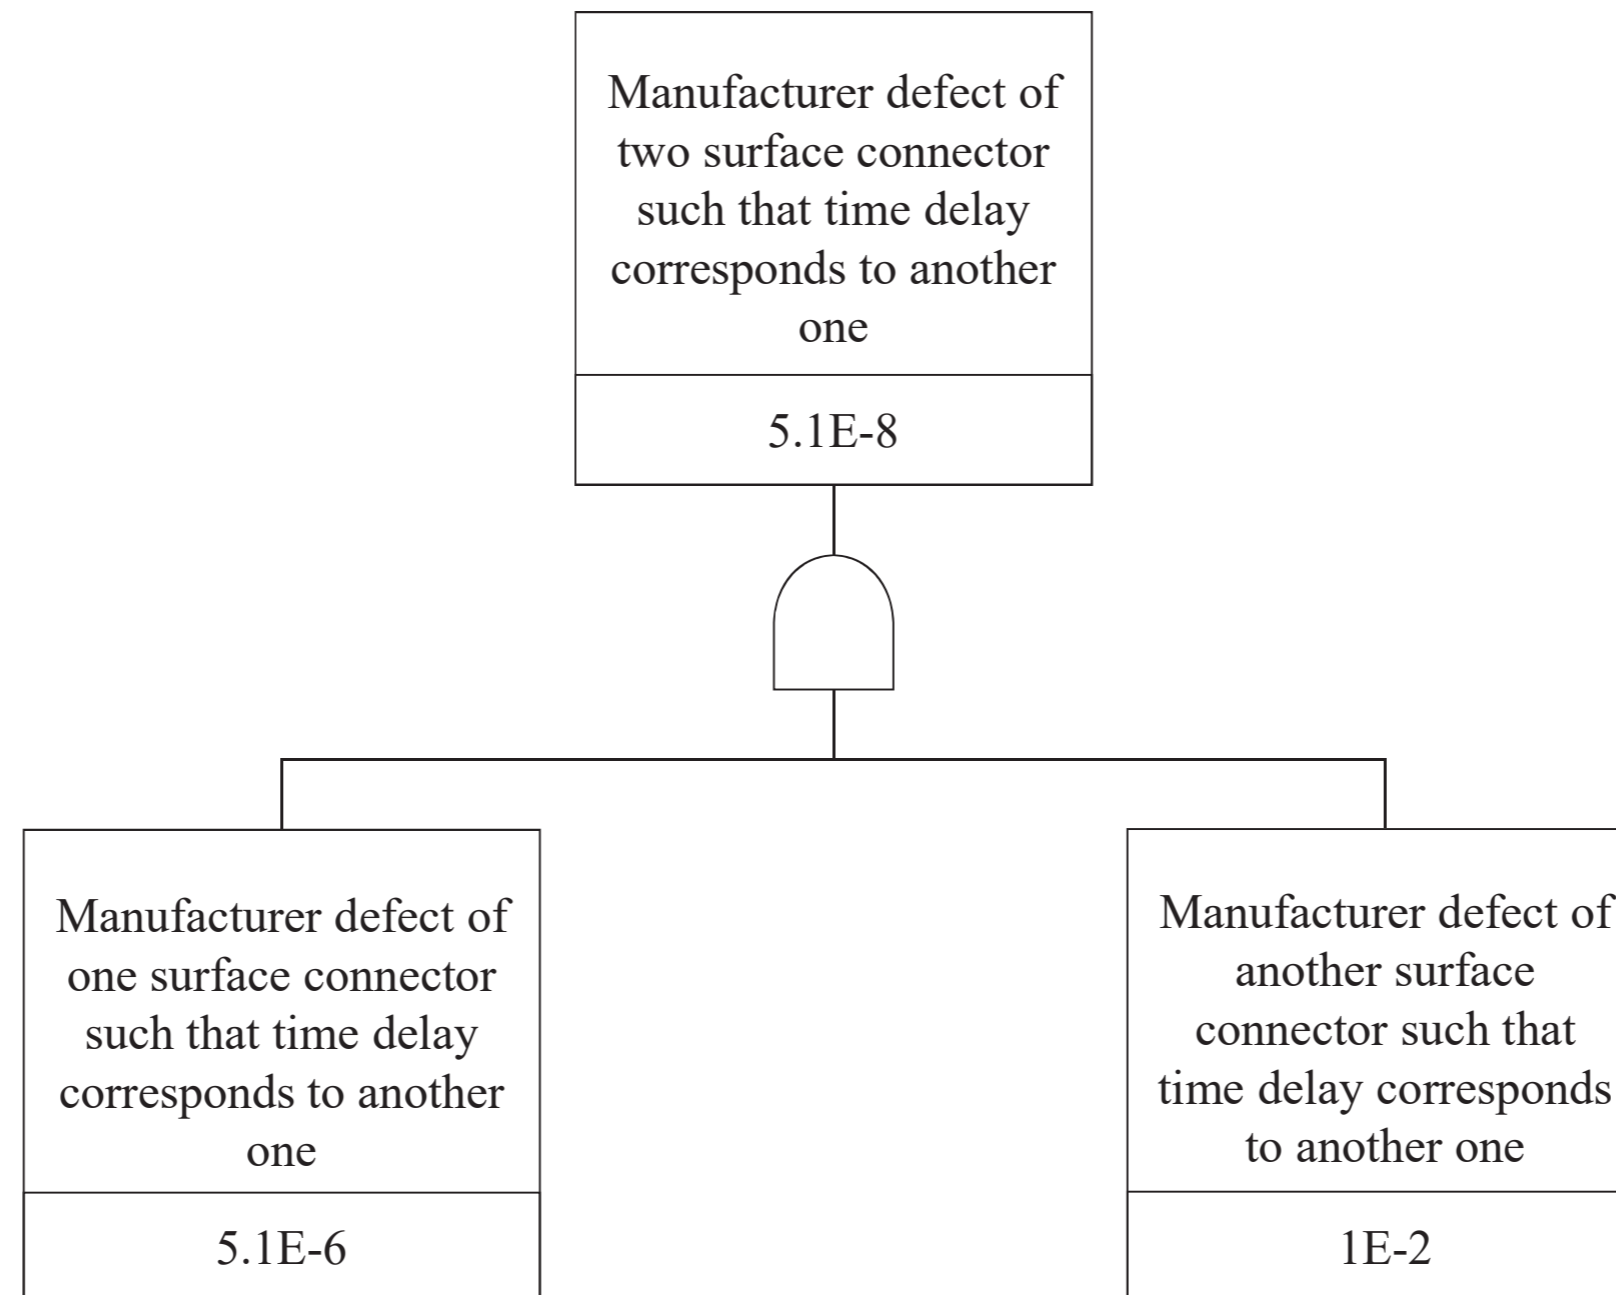 Manufacturer defect of
two surface connector
such that time delay
corresponds to another
one
5.1E-8
Manufacturer defect of
one surface connector
such that time delay
corresponds to another
one
5.1E-6
Manufacturer defect of
another surface
connector such that
time delay corresponds
to another one
1E-2